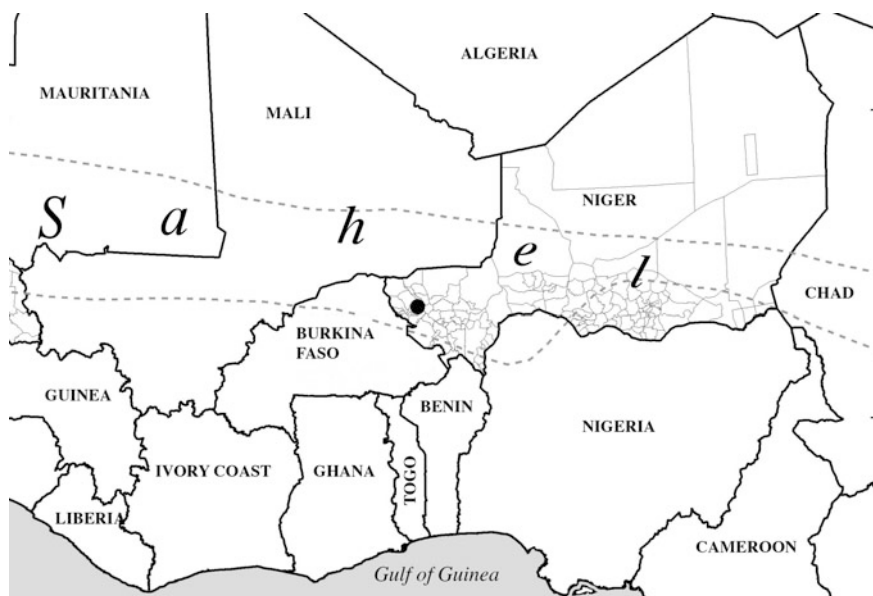 ALGERIA
MAURITANIA
MALI
NIGER
S a h e l
CHAD
BURKINA
FASO
GUINEA
BENIN
NIGERIA
IVORY COAST
GHANA
TOGO
LIBERIA
CAMEROON
Gulf of Guinea